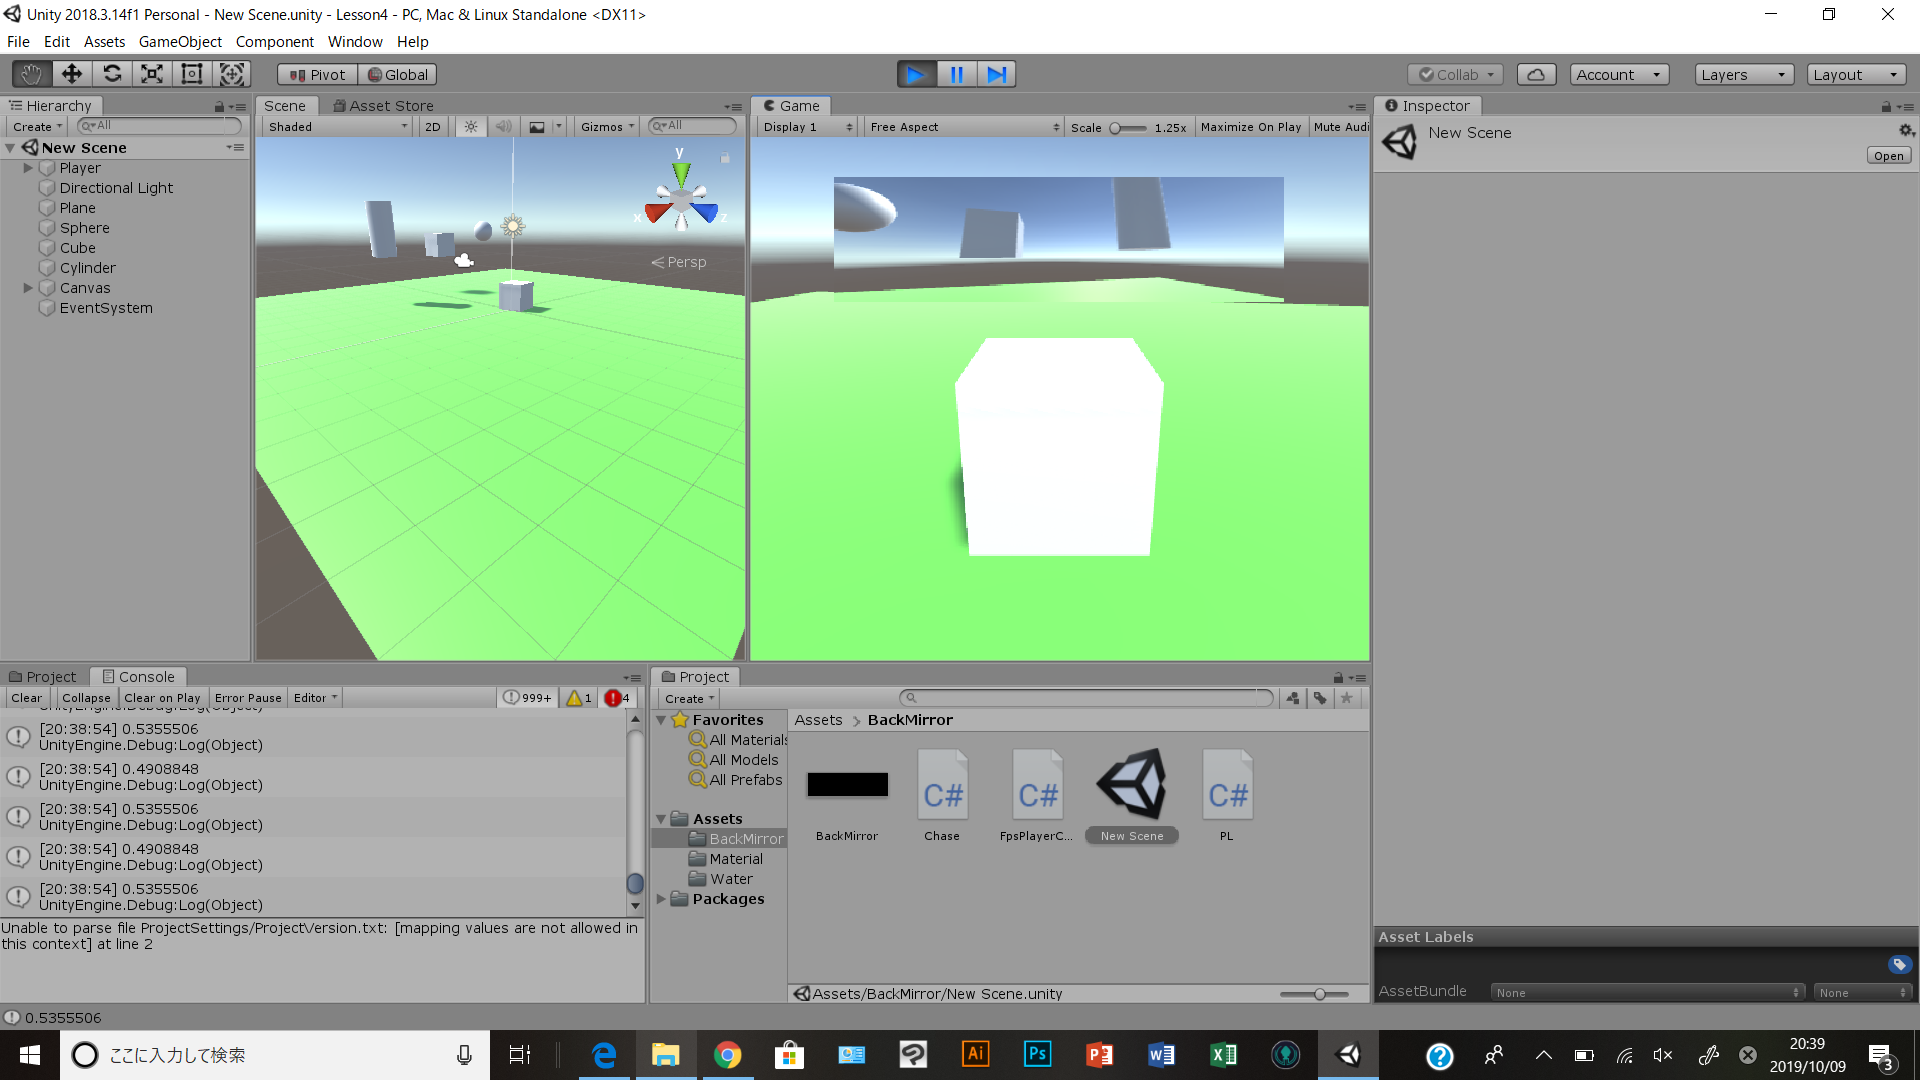 Unity 2018.3.14f1 Personal - New Scene.unity - Lesson4 - PC, Mac & Linux Standalone <DX11>
File Edit Assets GameObject Component Window Help
Pivot Global Collab Account Layers Layout
Hierarchy
Create All
New Scene
Player
Directional Light
Plane
Sphere
Cube
Cylinder
Canvas
EventSystem
Scene Asset Store
Shaded 2D Gizmos All
y
x z
Persp
Game
Display 1 Free Aspect Scale 1.25x Maximize On Play Mute Audi
Inspector
New Scene
Open
Project Console
Clear Collapse Clear on Play Error Pause Editor 999+ 1 4
UnityEngine.Debug:Log(Object)
[20:38:54] 0.5355506
UnityEngine.Debug:Log(Object)
[20:38:54] 0.4908848
UnityEngine.Debug:Log(Object)
[20:38:54] 0.5355506
UnityEngine.Debug:Log(Object)
[20:38:54] 0.4908848
UnityEngine.Debug:Log(Object)
[20:38:54] 0.5355506
UnityEngine.Debug:Log(Object)
Unable to parse file ProjectSettings/ProjectVersion.txt: [mapping values are not allowed in
this context] at line 2
Project
Create
Favorites
All Materials
All Models
All Prefabs
Assets
BackMirror
Material
Water
Packages
Assets > BackMirror
C# C# C#
BackMirror Chase FpsPlayerC... New Scene PL
Assets/BackMirror/New Scene.unity
Asset Labels
AssetBundle None None
0.5355506
ここに入力して検索
Ai Ps
20:39
2019/10/09
3